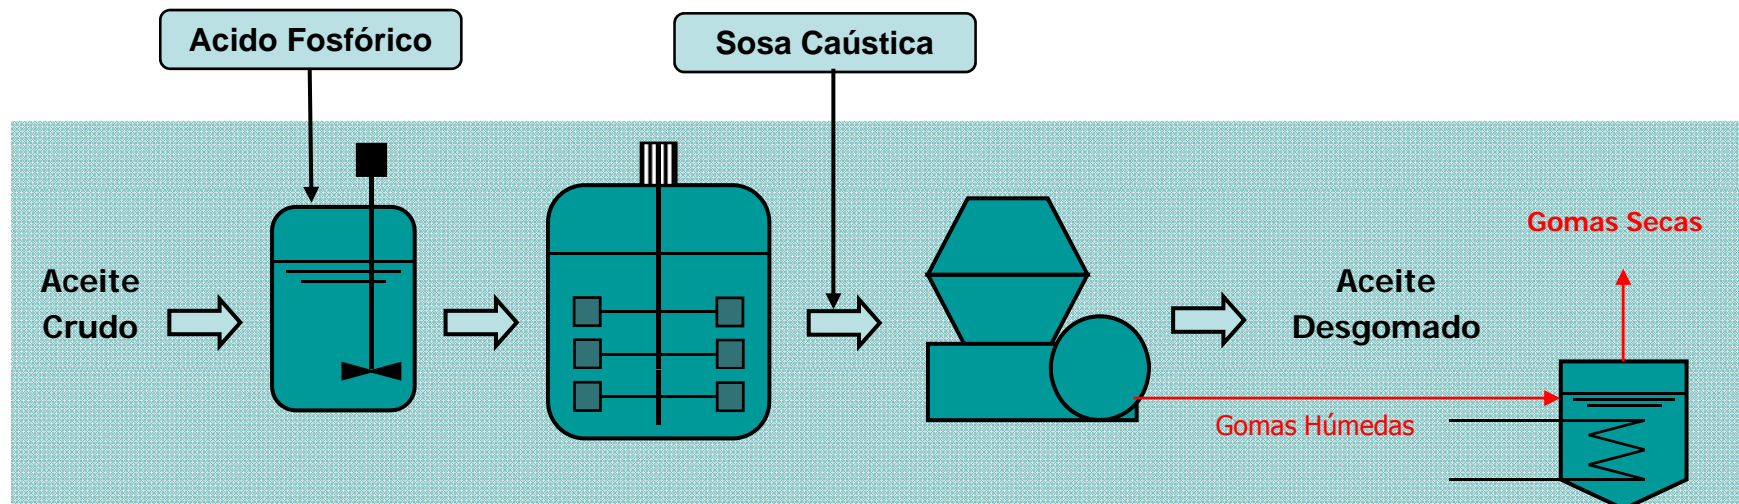 Acido Fosfórico
Sosa Caústica
Aceite
Crudo
Aceite
Desgomado
Gomas Secas
Gomas Húmedas